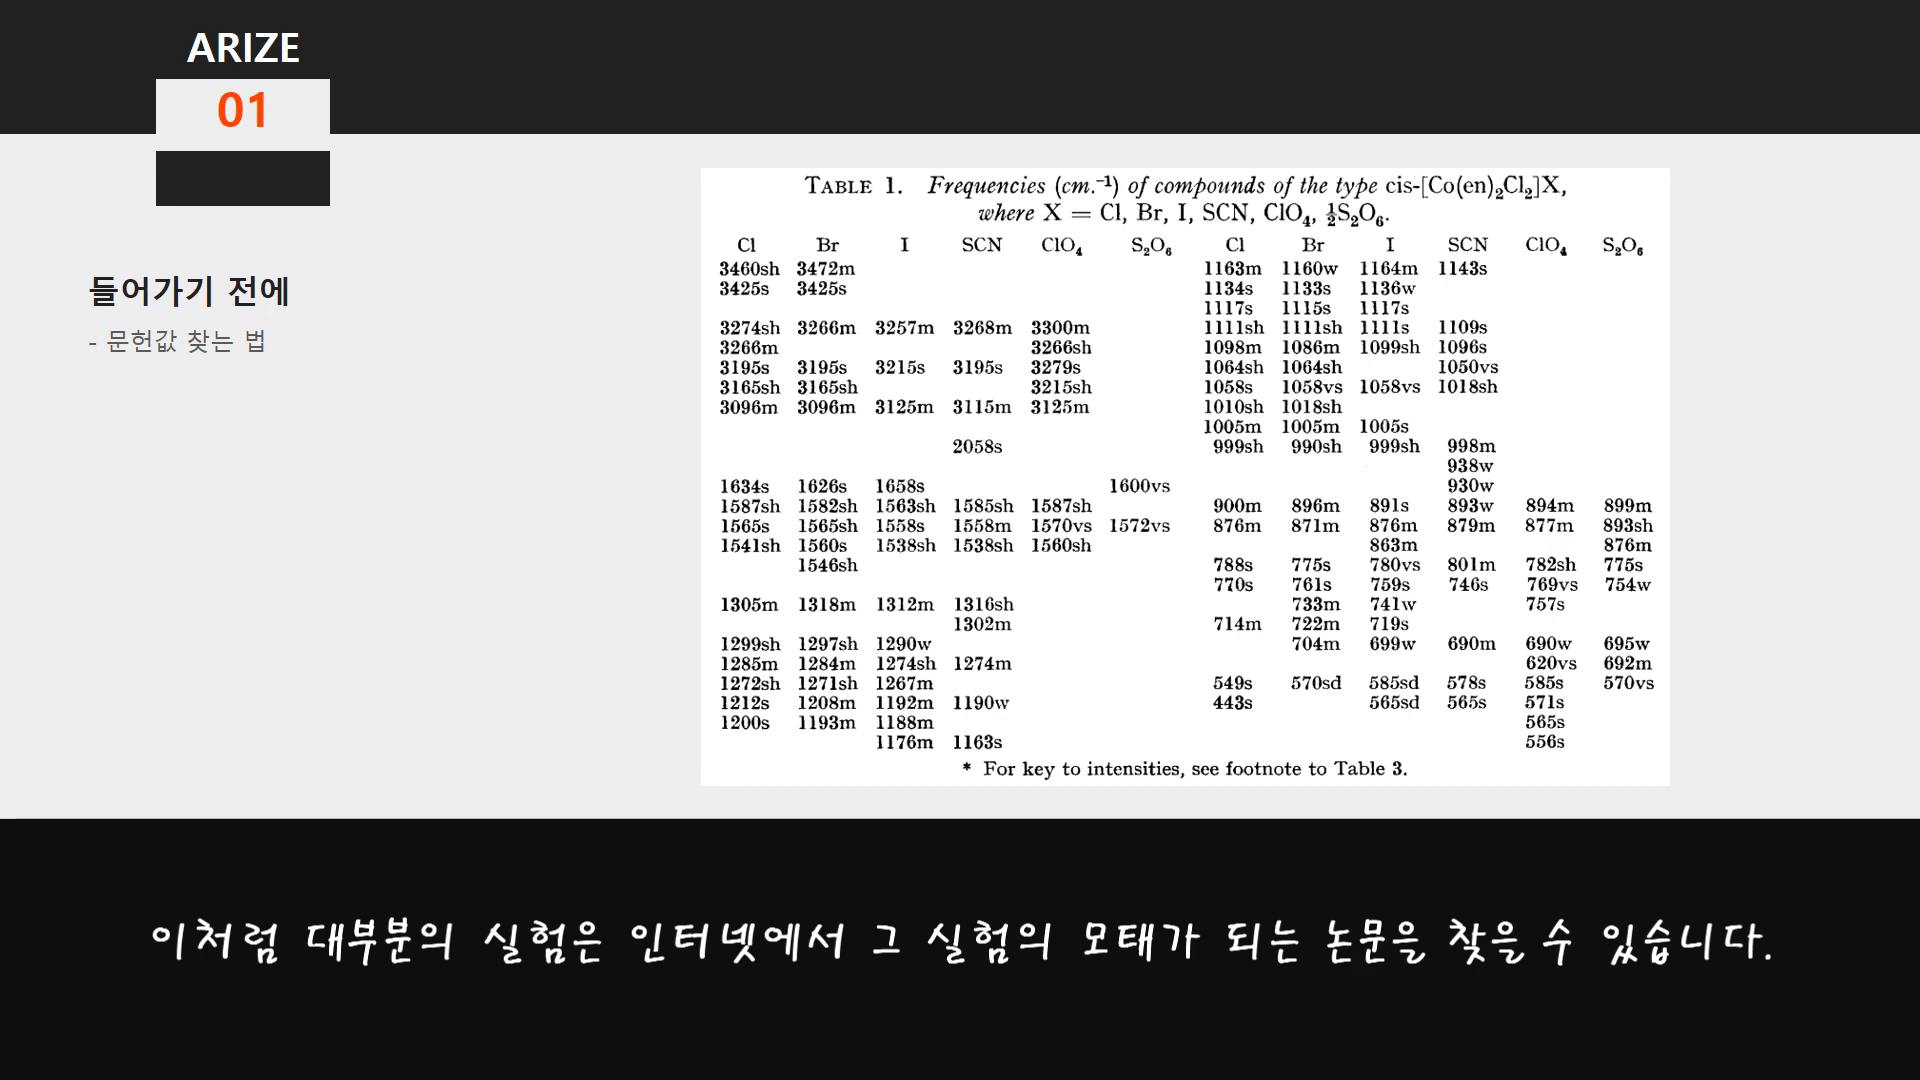 ARIZE
01
들어가기 전에
- 문헌값 찾는 법
TABLE 1. Frequencies (cm.⁻¹) of compounds of the type cis-[Co(en)₂Cl₂]X,
where X = Cl, Br, I, SCN, ClO₄, ½S₂O₆.
Cl Br I SCN ClO₄ S₂O₆ Cl Br I SCN ClO₄ S₂O₆
3460sh 3472m 1163m 1160w 1164m 1143s
3425s 3425s 1134s 1133s 1136w
1117s 1115s 1117s
3274sh 3266m 3257m 3268m 3300m 1111sh 1111sh 1111s 1109s
3266m 3266sh 1098m 1086m 1099sh 1096s
3195s 3195s 3215s 3195s 3279s 1064sh 1064sh 1050vs
3165sh 3165sh 3215sh 1058s 1058vs 1058vs 1018sh
3096m 3096m 3125m 3115m 3125m 1010sh 1018sh
1005m 1005m 1005s
2058s 999sh 990sh 999sh 998m
938w
1634s 1626s 1658s 1600vs 930w
1587sh 1582sh 1563sh 1585sh 1587sh 900m 896m 891s 893w 894m 899m
1565s 1565sh 1558s 1558m 1570vs 1572vs 876m 871m 876m 879m 877m 893sh
1541sh 1560s 1538sh 1538sh 1560sh 863m 876m
1546sh 788s 775s 780vs 801m 782sh 775s
770s 761s 759s 746s 769vs 754w
1305m 1318m 1312m 1316sh 733m 741w 757s
1302m 714m 722m 719s
1299sh 1297sh 1290w 704m 699w 690m 690w 695w
1285m 1284m 1274sh 1274m 620vs 692m
1272sh 1271sh 1267m 549s 570sd 585sd 578s 585s 570vs
1212s 1208m 1192m 1190w 443s 565sd 565s 571s
1200s 1193m 1188m 565s
1176m 1163s 556s
* For key to intensities, see footnote to Table 3.
이처럼 대부분의 실험은 인터넷에서 그 실험의 모태가 되는 논문을 찾을 수 있습니다.